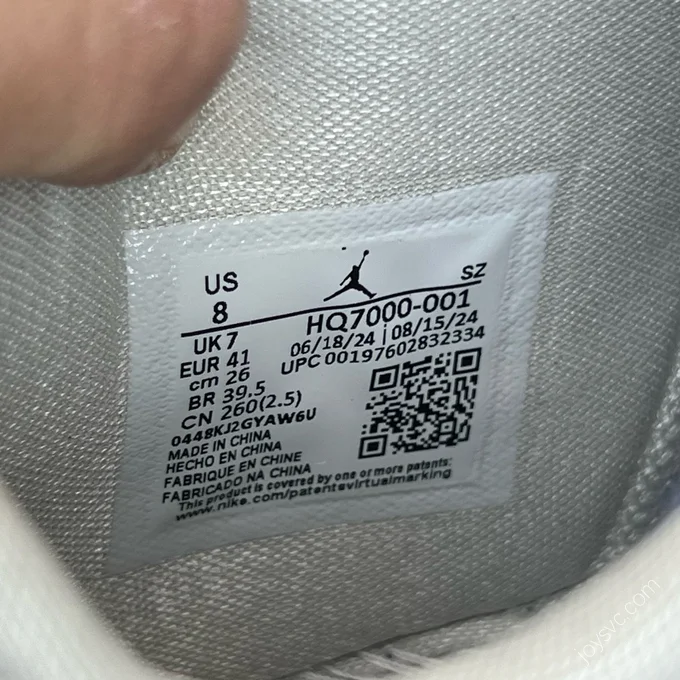 US
8
SZ
HQ7000-001
UK 7
06/18/24 | 08/15/24
EUR 41
UPC 00197602832334
cm 26
BR 39.5
CN 260(2.5)
0448KJ2GYAW6U
MADE IN CHINA
HECHO EN CHINA
FABRIQUE EN CHINE
FABRICADO NA CHINA
This product is covered by one or more patents:
www.nike.com/patentsvirtualmarking
joysvc.com